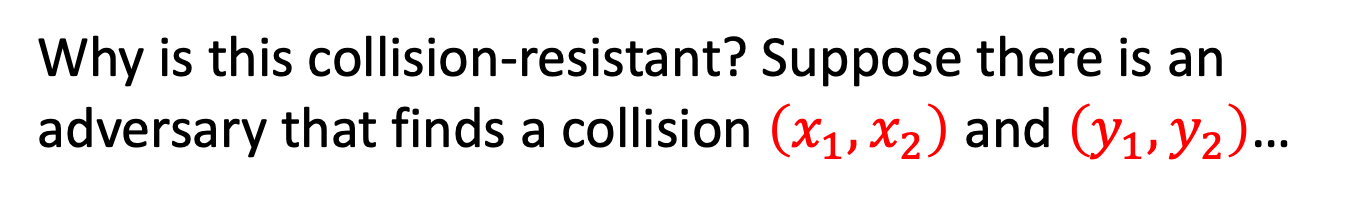 Why is this collision-resistant? Suppose there is an
adversary that finds a collision (x₁, x₂) and (y₁, y₂)...